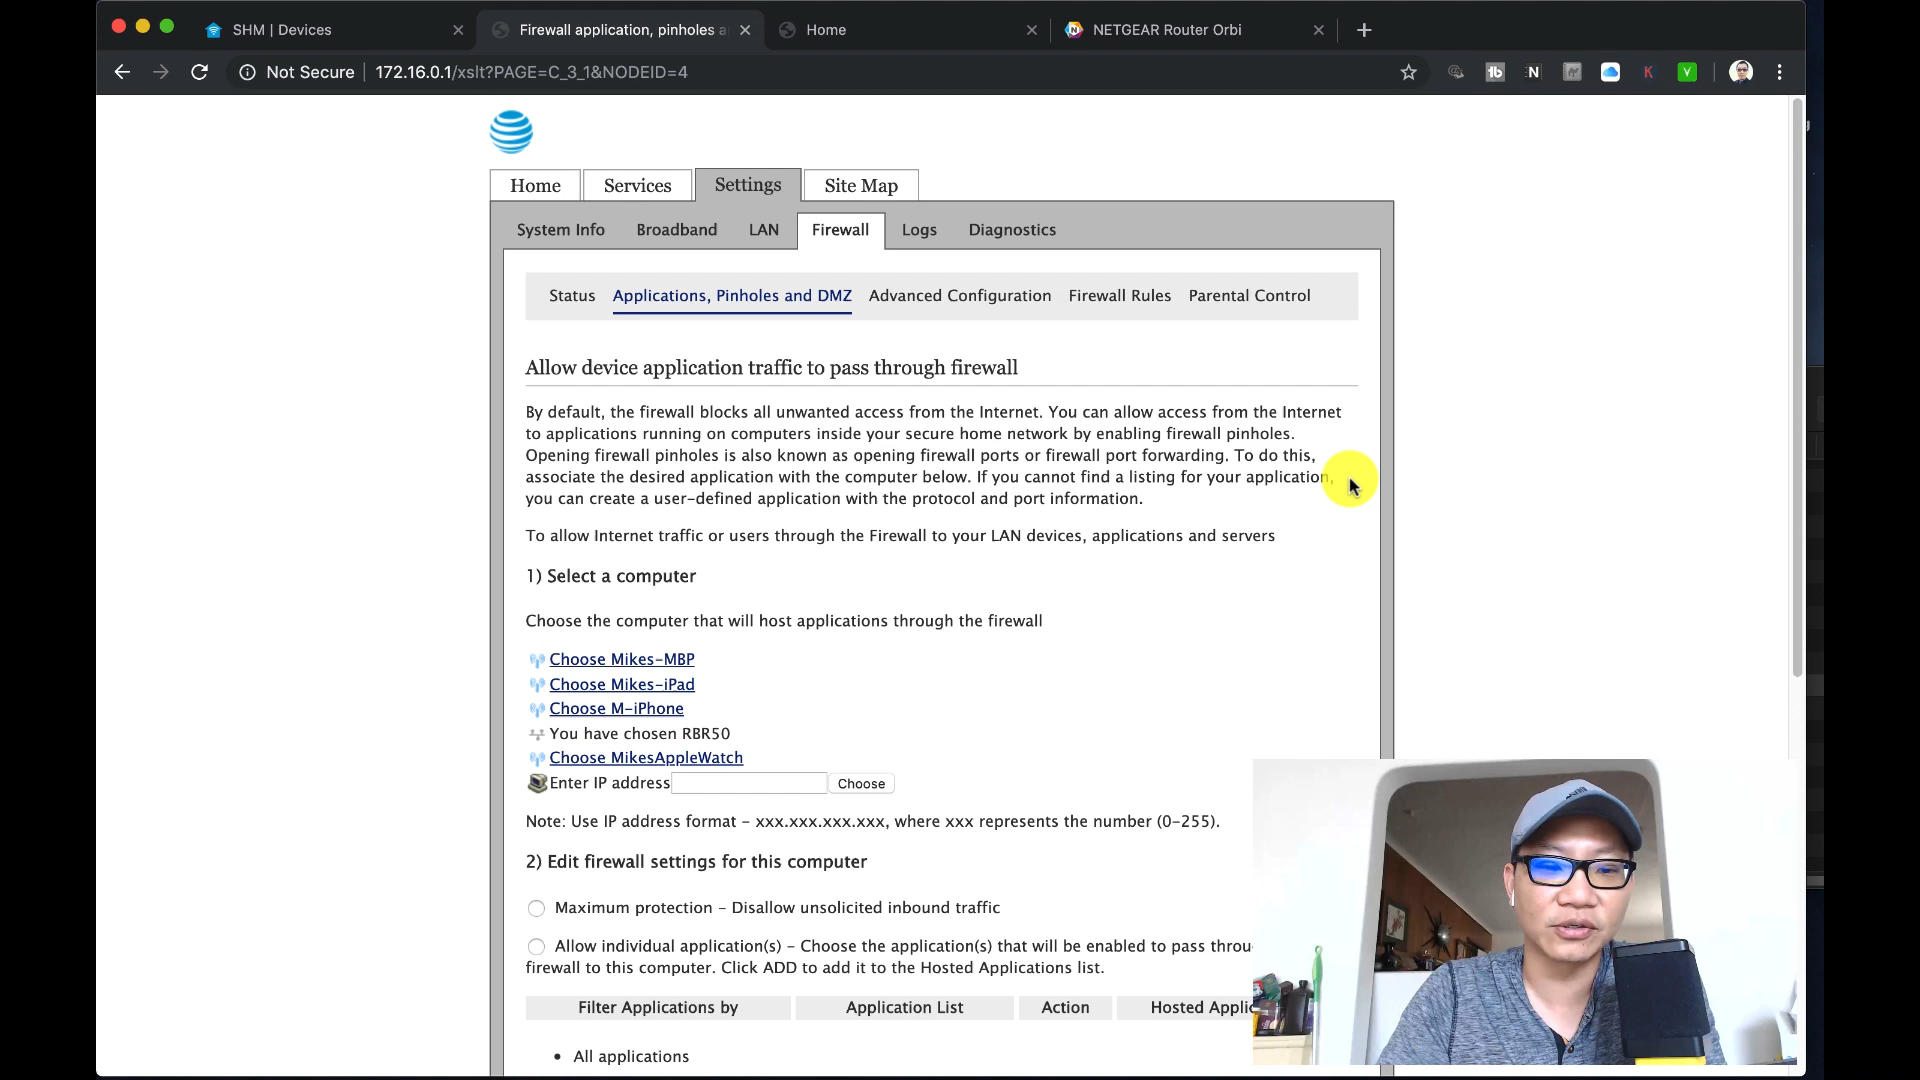 SHM | Devices
Firewall application, pinholes a
Home
NETGEAR Router Orbi
Not Secure
172.16.0.1/xslt?PAGE=C_3_1&NODEID=4
Home
Services
Settings
Site Map
System Info
Broadband
LAN
Firewall
Logs
Diagnostics
Status
Applications, Pinholes and DMZ
Advanced Configuration
Firewall Rules
Parental Control
Allow device application traffic to pass through firewall
By default, the firewall blocks all unwanted access from the Internet. You can allow access from the Internet
to applications running on computers inside your secure home network by enabling firewall pinholes.
Opening firewall pinholes is also known as opening firewall ports or firewall port forwarding. To do this,
associate the desired application with the computer below. If you cannot find a listing for your application,
you can create a user-defined application with the protocol and port information.
To allow Internet traffic or users through the Firewall to your LAN devices, applications and servers
1) Select a computer
Choose the computer that will host applications through the firewall
Choose Mikes-MBP
Choose Mikes-iPad
Choose M-iPhone
You have chosen RBR50
Choose MikesAppleWatch
Enter IP address
Choose
Note: Use IP address format - xxx.xxx.xxx.xxx, where xxx represents the number (0-255).
2) Edit firewall settings for this computer
Maximum protection - Disallow unsolicited inbound traffic
Allow individual application(s) - Choose the application(s) that will be enabled to pass throu
firewall to this computer. Click ADD to add it to the Hosted Applications list.
Filter Applications by
Application List
Action
Hosted Applic
• All applications